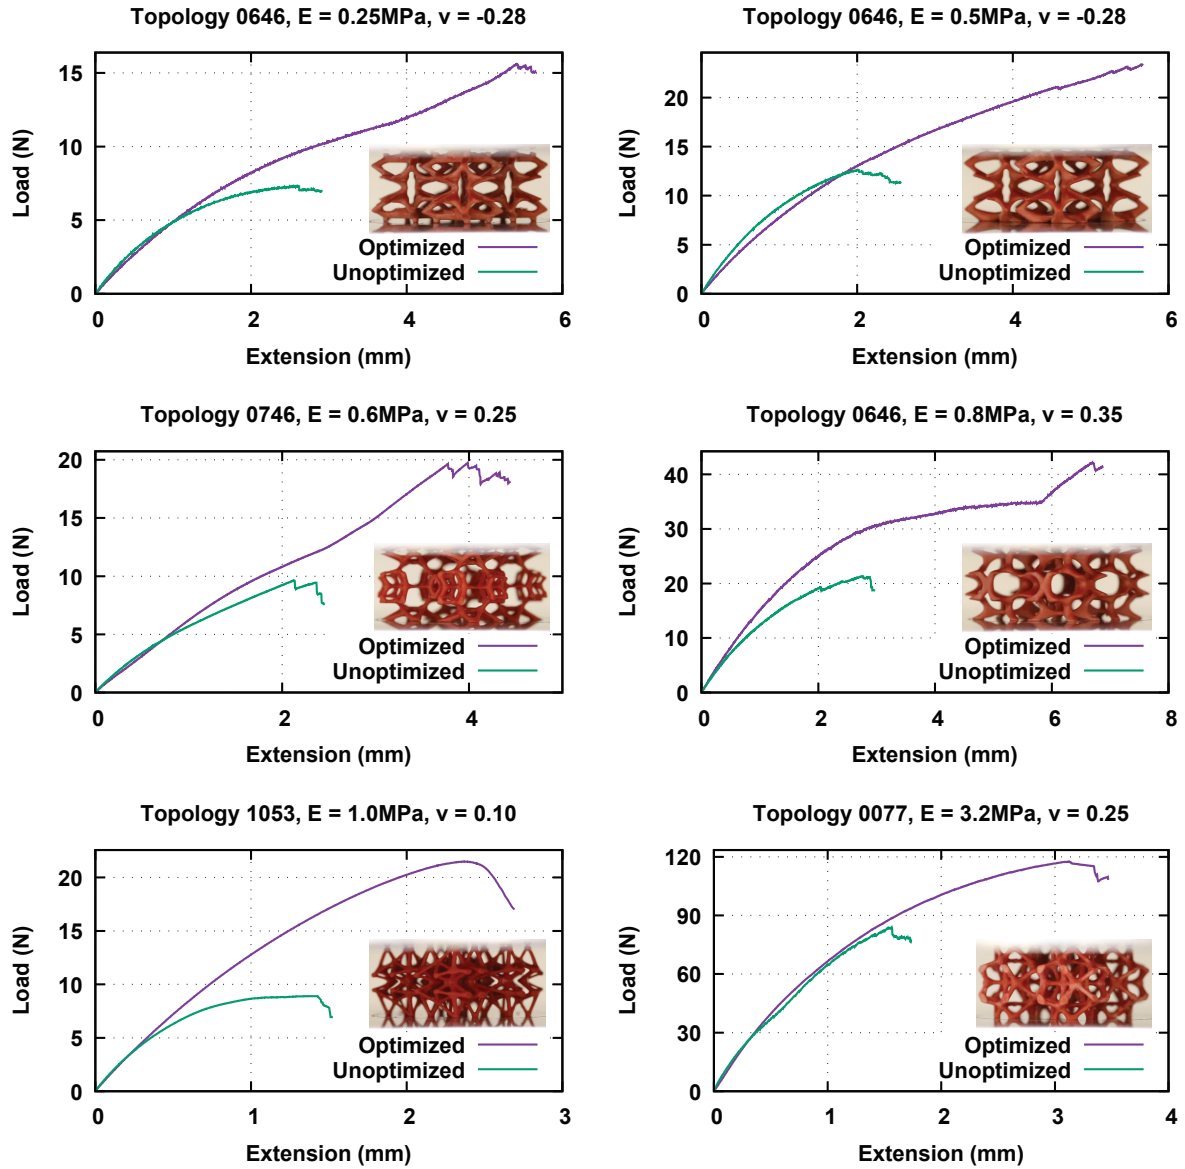 Topology 0646, E = 0.25MPa, ν = -0.28
Load (N)
15
10
5
0
Optimized
Unoptimized
0 2 4 6
Extension (mm)
Topology 0646, E = 0.5MPa, ν = -0.28
Load (N)
20
15
10
5
0
Optimized
Unoptimized
0 2 4 6
Extension (mm)
Topology 0746, E = 0.6MPa, ν = 0.25
Load (N)
20
15
10
5
0
Optimized
Unoptimized
0 2 4
Extension (mm)
Topology 0646, E = 0.8MPa, ν = 0.35
Load (N)
40
30
20
10
0
Optimized
Unoptimized
0 2 4 6 8
Extension (mm)
Topology 1053, E = 1.0MPa, ν = 0.10
Load (N)
20
15
10
5
0
Optimized
Unoptimized
0 1 2 3
Extension (mm)
Topology 0077, E = 3.2MPa, ν = 0.25
Load (N)
120
90
60
30
0
Optimized
Unoptimized
0 1 2 3 4
Extension (mm)